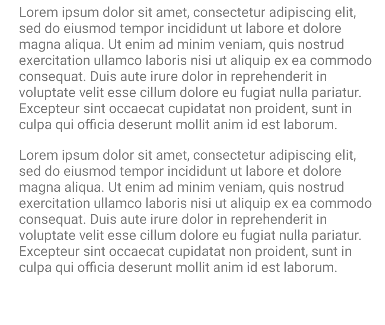 Lorem ipsum dolor sit amet, consectetur adipiscing elit,
sed do eiusmod tempor incididunt ut labore et dolore
magna aliqua. Ut enim ad minim veniam, quis nostrud
exercitation ullamco laboris nisi ut aliquip ex ea commodo
consequat. Duis aute irure dolor in reprehenderit in
voluptate velit esse cillum dolore eu fugiat nulla pariatur.
Excepteur sint occaecat cupidatat non proident, sunt in
culpa qui officia deserunt mollit anim id est laborum.

Lorem ipsum dolor sit amet, consectetur adipiscing elit,
sed do eiusmod tempor incididunt ut labore et dolore
magna aliqua. Ut enim ad minim veniam, quis nostrud
exercitation ullamco laboris nisi ut aliquip ex ea commodo
consequat. Duis aute irure dolor in reprehenderit in
voluptate velit esse cillum dolore eu fugiat nulla pariatur.
Excepteur sint occaecat cupidatat non proident, sunt in
culpa qui officia deserunt mollit anim id est laborum.